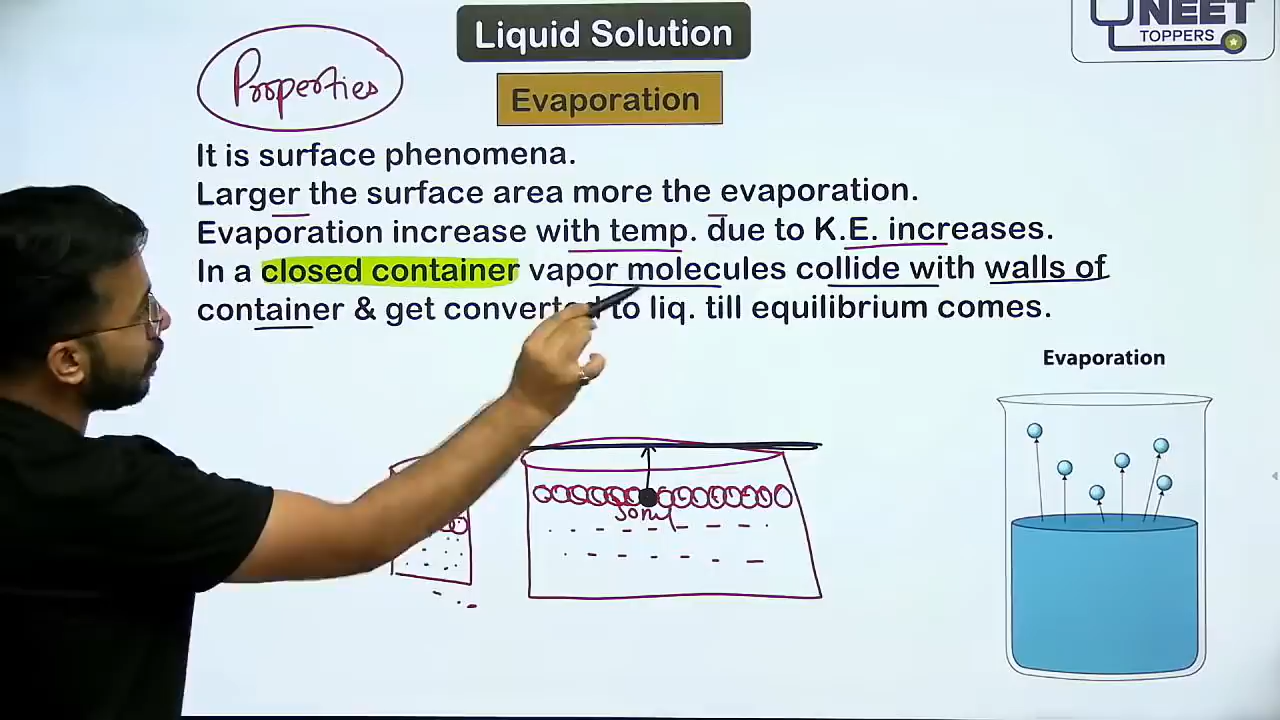 Liquid Solution
NEET
TOPPERS
Properties
Evaporation
It is surface phenomena.
Larger the surface area more the evaporation.
Evaporation increase with temp. due to K.E. increases.
In a closed container vapor molecules collide with walls of
container & get converted to liq. till equilibrium comes.
Evaporation
50ml